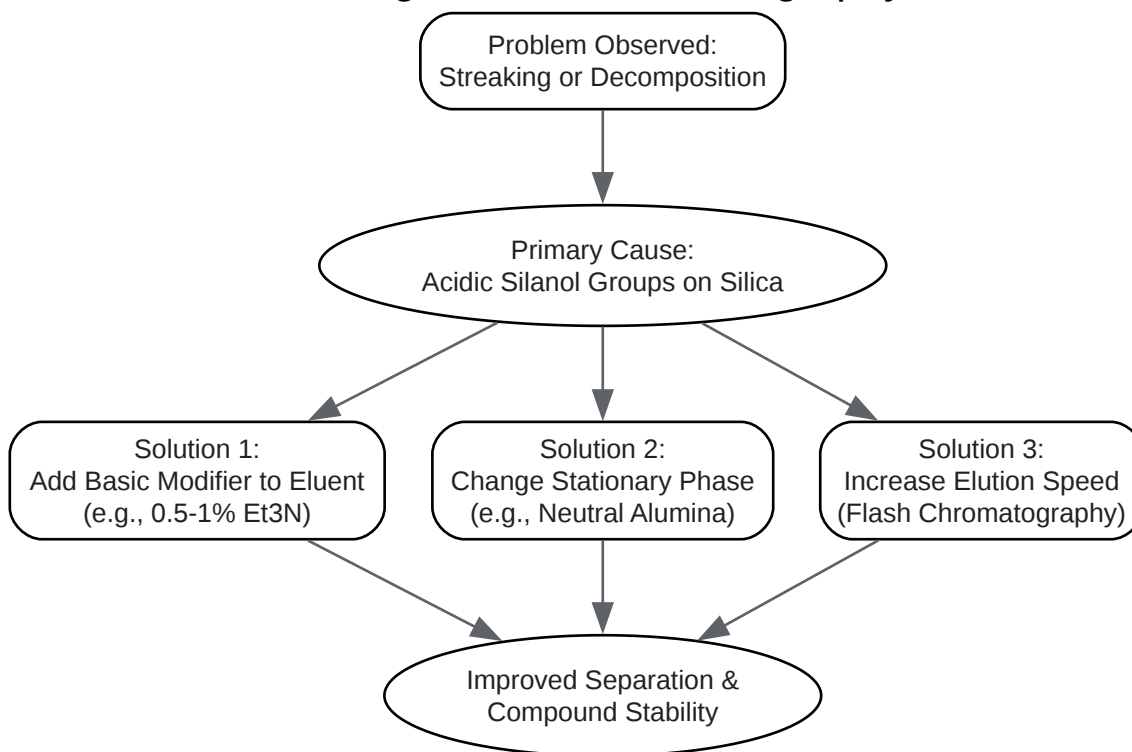 Problem Observed:
Streaking or Decomposition
Primary Cause:
Acidic Silanol Groups on Silica
Solution 1:
Add Basic Modifier to Eluent
(e.g., 0.5-1% Et3N)
Solution 2:
Change Stationary Phase
(e.g., Neutral Alumina)
Solution 3:
Increase Elution Speed
(Flash Chromatography)
Improved Separation &
Compound Stability